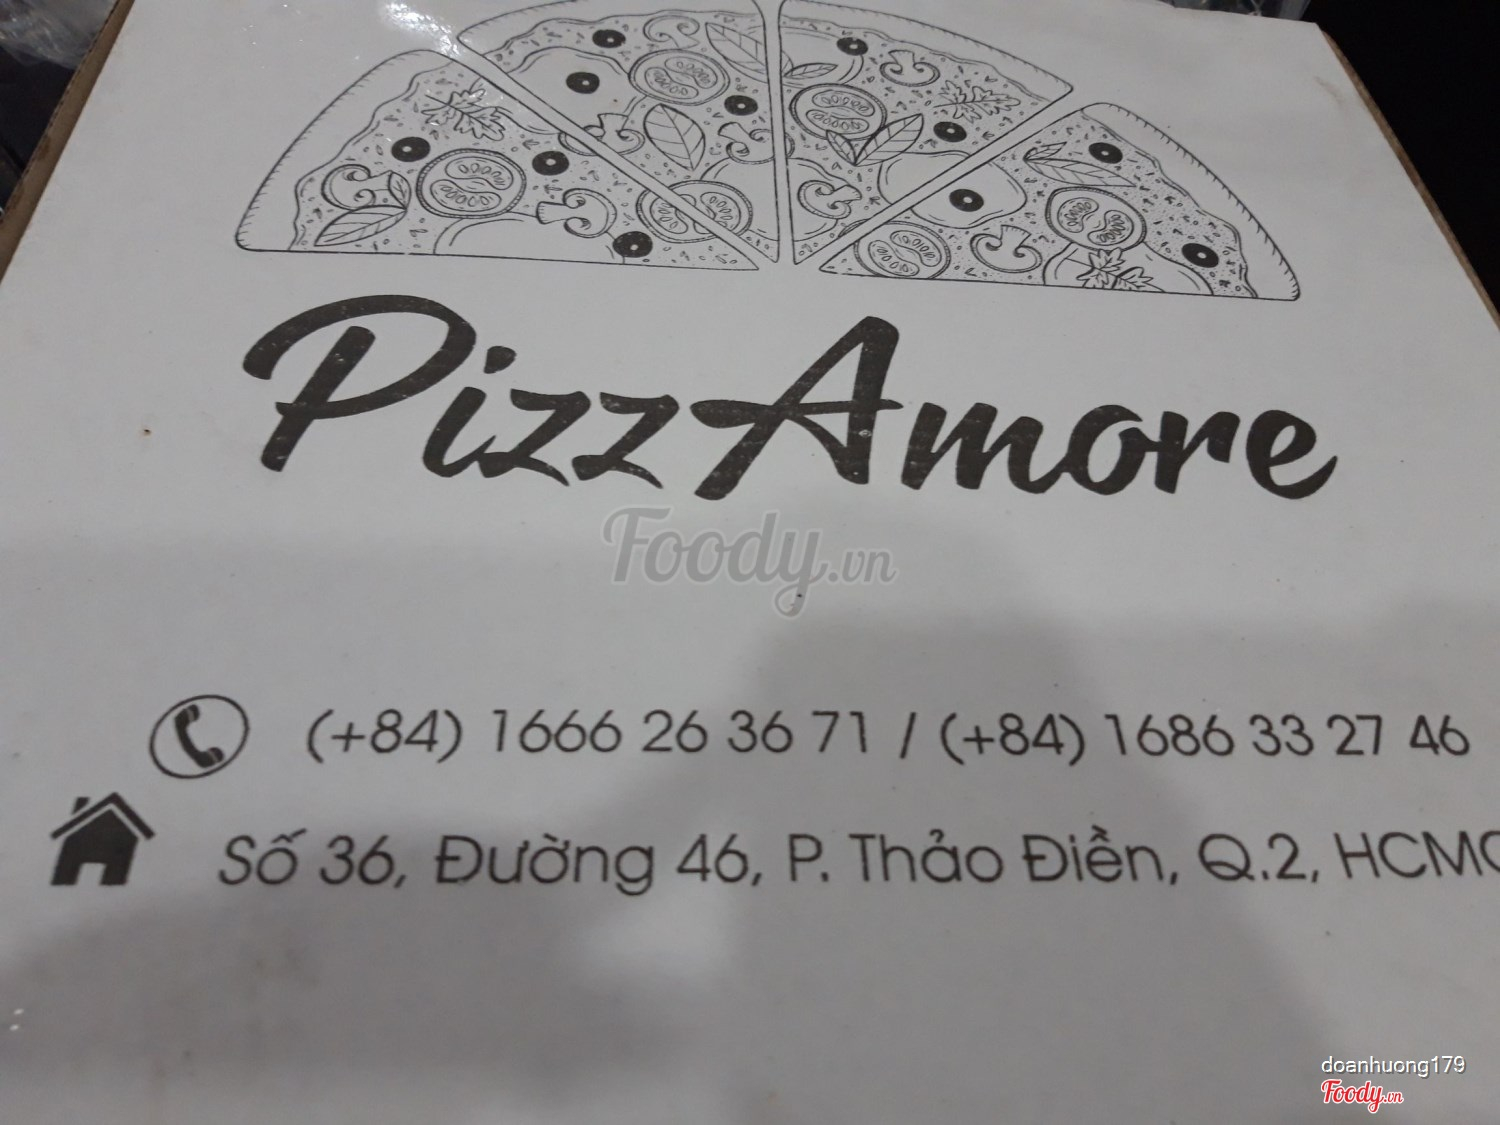 PizzAmore
Foody.vn
(+84) 1666 26 36 71 / (+84) 1686 33 27 46
Số 36, Đường 46, P. Thảo Điền, Q.2, HCMC
doanhuong179
Foody.vn